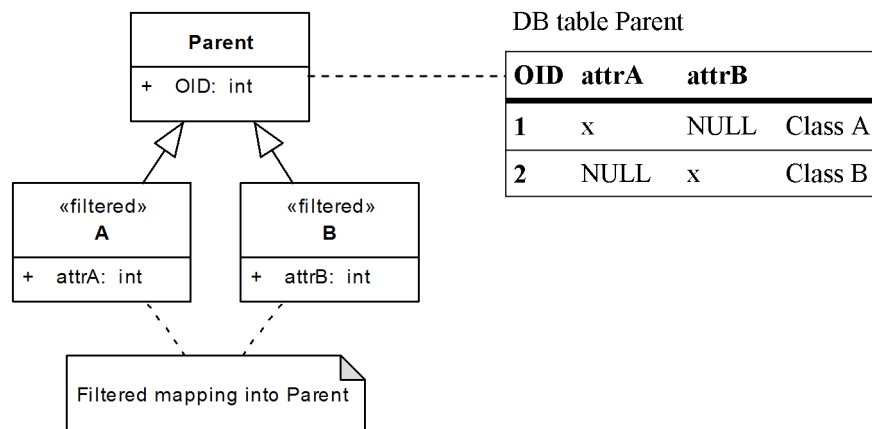 DB table Parent
Parent
+ OID: int
OID attrA attrB
1 x NULL Class A
2 NULL x Class B
«filtered»
A
+ attrA: int
«filtered»
B
+ attrB: int
Filtered mapping into Parent